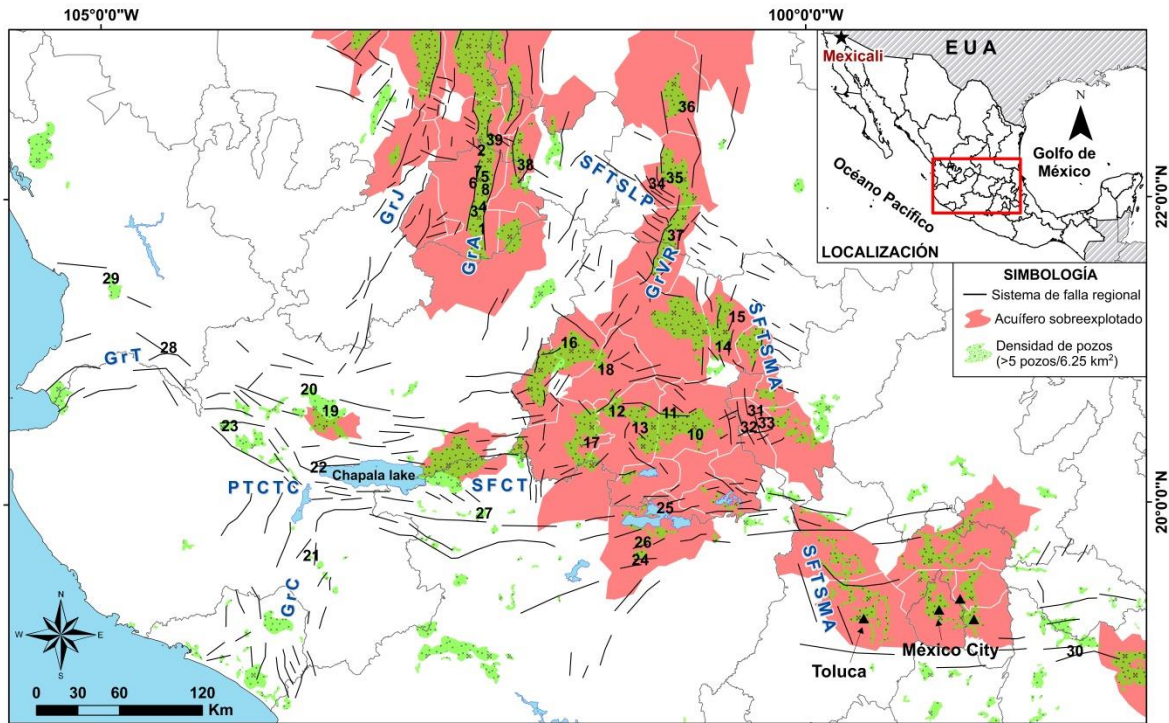 105°0'0"W
100°0'0"W
22°0'0"N
20°0'0"N
E U A
Mexicali
N
Golfo de
México
Océano Pacífico
LOCALIZACIÓN
SIMBOLOGÍA
Sistema de falla regional
Acuífero sobreexplotado
Densidad de pozos
(>5 pozos/6.25 km²)
39
2
7
5
6
8
3
4
1
38
36
34
35
37
GrJ
GrA
SFTSLP
GrVR
SFTSMA
29
28
GrT
20
19
23
22
Chapala lake
PTCTC
SFCT
27
21
GrC
16
18
15
14
12
11
13
10
17
31
32
33
25
26
24
SFTSMA
Toluca
México City
30
N
W
E
S
0 30 60 120
Km